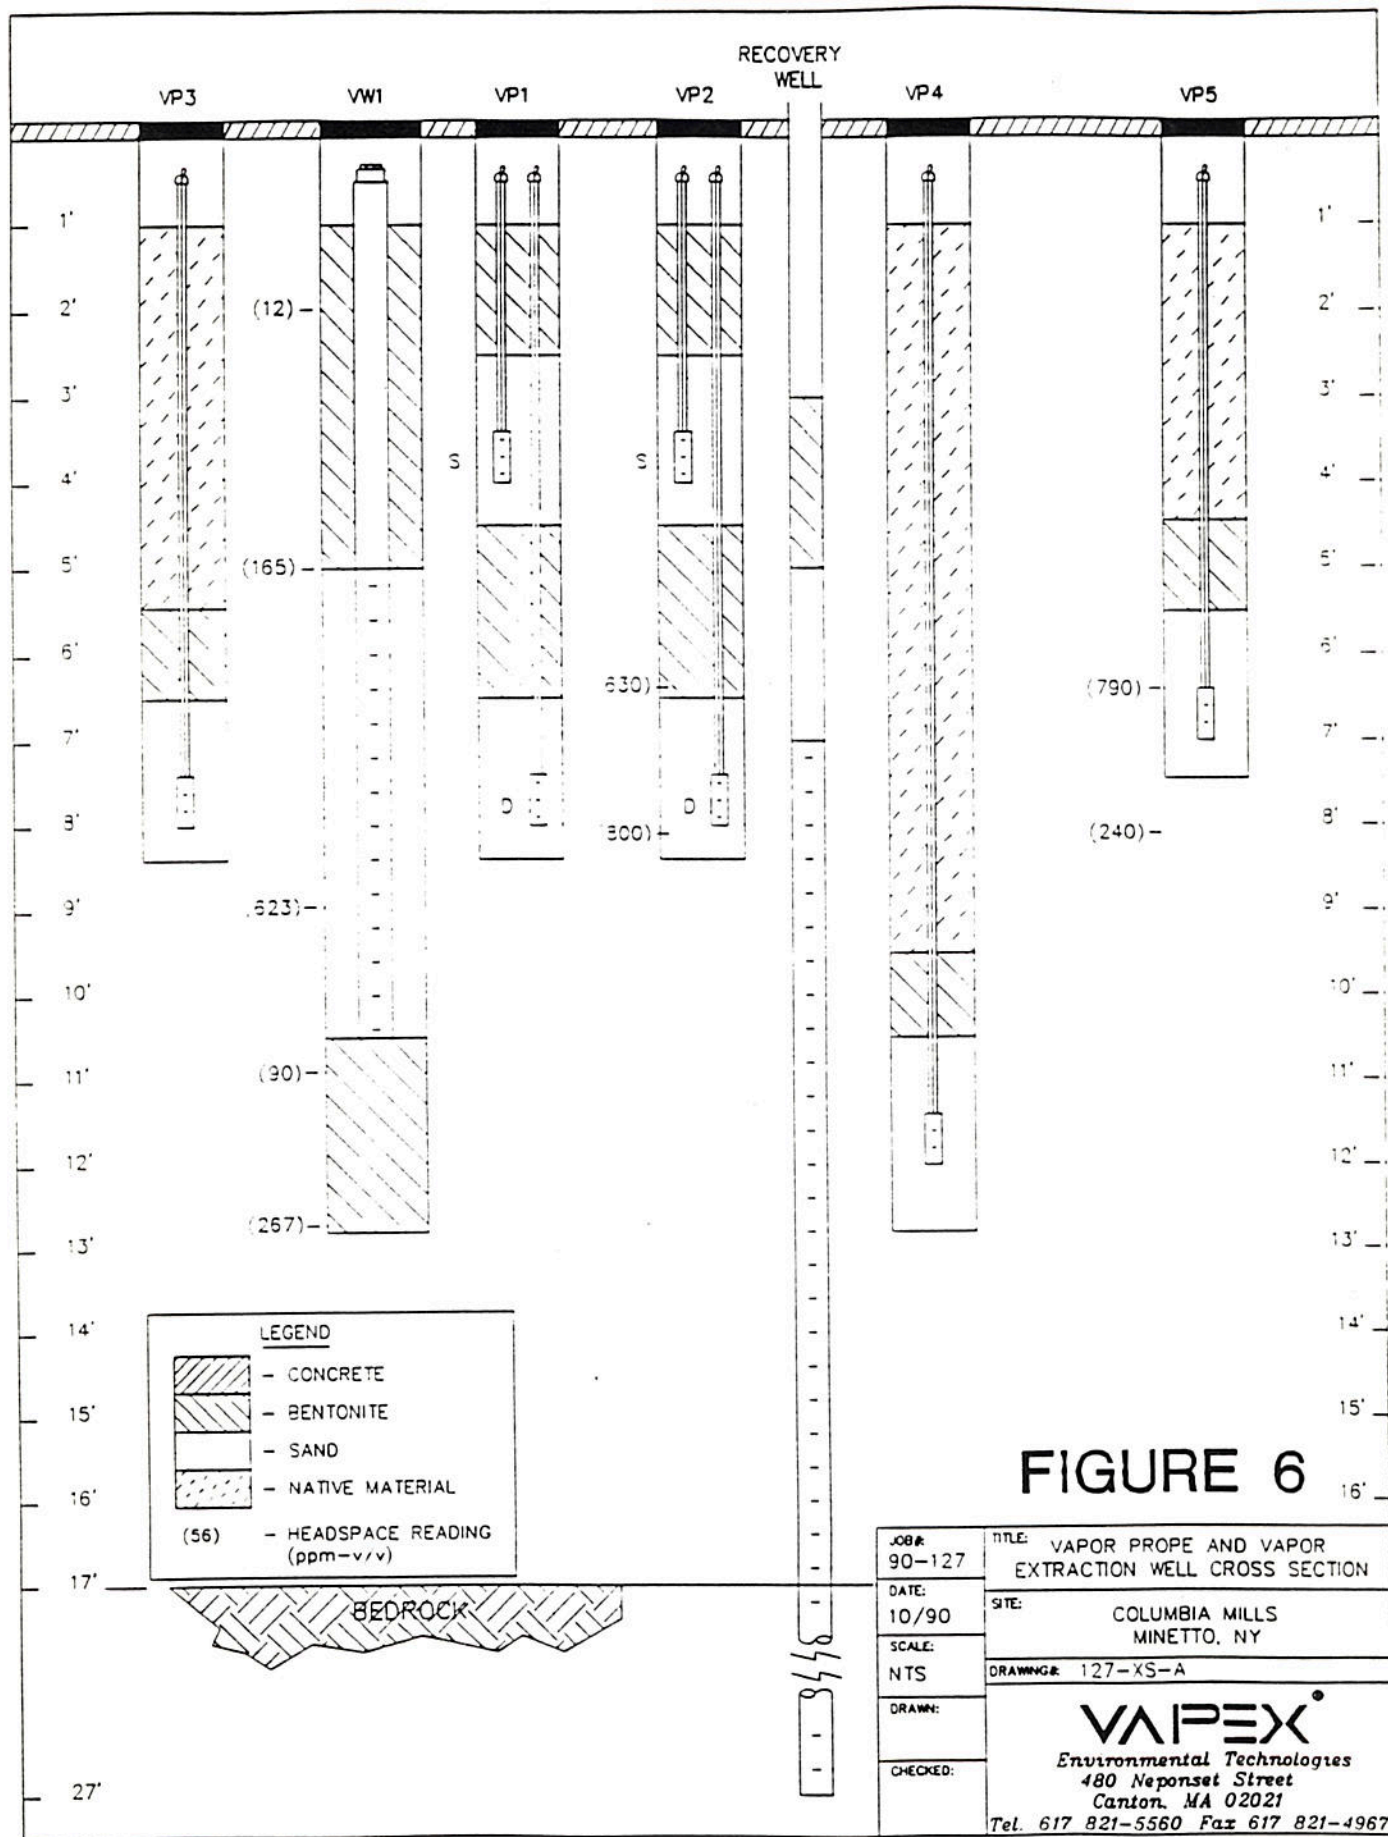 RECOVERY
WELL
VP3
VW1
VP1
VP2
VP4
VP5
1'
2'
3'
4'
5'
6'
7'
8'
9'
10'
11'
12'
13'
14'
15'
16'
17'
27'
(12)
(165)
,623)
(90)
(267)
S
D
S
D
630)
(800)
(790)
(240)
1'
2'
3'
4'
5'
6'
7'
8'
9'
10'
11'
12'
13'
14'
15'
16'
LEGEND
- CONCRETE
- BENTONITE
- SAND
- NATIVE MATERIAL
(56) - HEADSPACE READING
(ppm-v/v)
BEDROCK
FIGURE 6
JOB#:
90-127
TITLE: VAPOR PROPE AND VAPOR
EXTRACTION WELL CROSS SECTION
DATE:
10/90
SITE: COLUMBIA MILLS
MINETTO, NY
SCALE:
NTS
DRAWING#: 127-XS-A
DRAWN:
CHECKED:
VAPEX®
Environmental Technologies
480 Neponset Street
Canton, MA 02021
Tel. 617 821-5560 Fax 617 821-4967